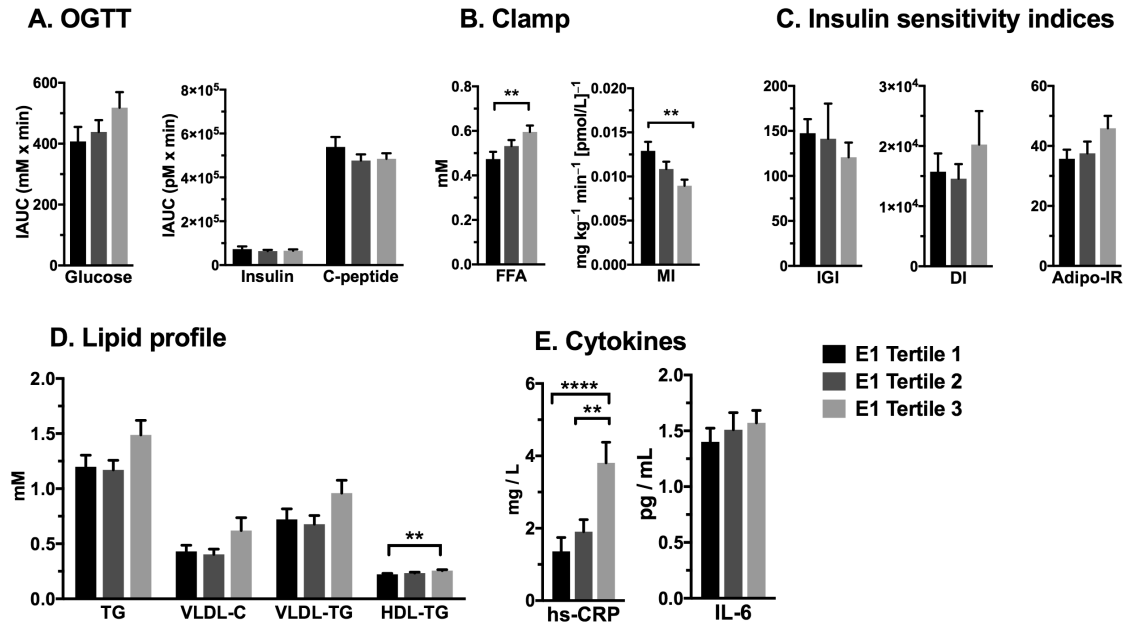 A. OGTT
B. Clamp
C. Insulin sensitivity indices
IAUC (mM x min)
600
400
200
0
Glucose
IAUC (pM x min)
8×10⁵
6×10⁵
4×10⁵
2×10⁵
0
Insulin
C-peptide
mM
0.8
0.6
0.4
0.2
0.0
**
FFA
mg kg⁻¹ min⁻¹ [pmol/L]⁻¹
0.020
0.015
0.010
0.005
0.000
**
MI
200
150
100
50
0
IGI
3×10⁴
2×10⁴
1×10⁴
0
DI
60
40
20
0
Adipo-IR
D. Lipid profile
mM
2.0
1.5
1.0
0.5
0.0
**
TG
VLDL-C
VLDL-TG
HDL-TG
E. Cytokines
mg / L
6
4
2
0
****
**
hs-CRP
pg / mL
2.0
1.5
1.0
0.5
0.0
IL-6
E1 Tertile 1
E1 Tertile 2
E1 Tertile 3